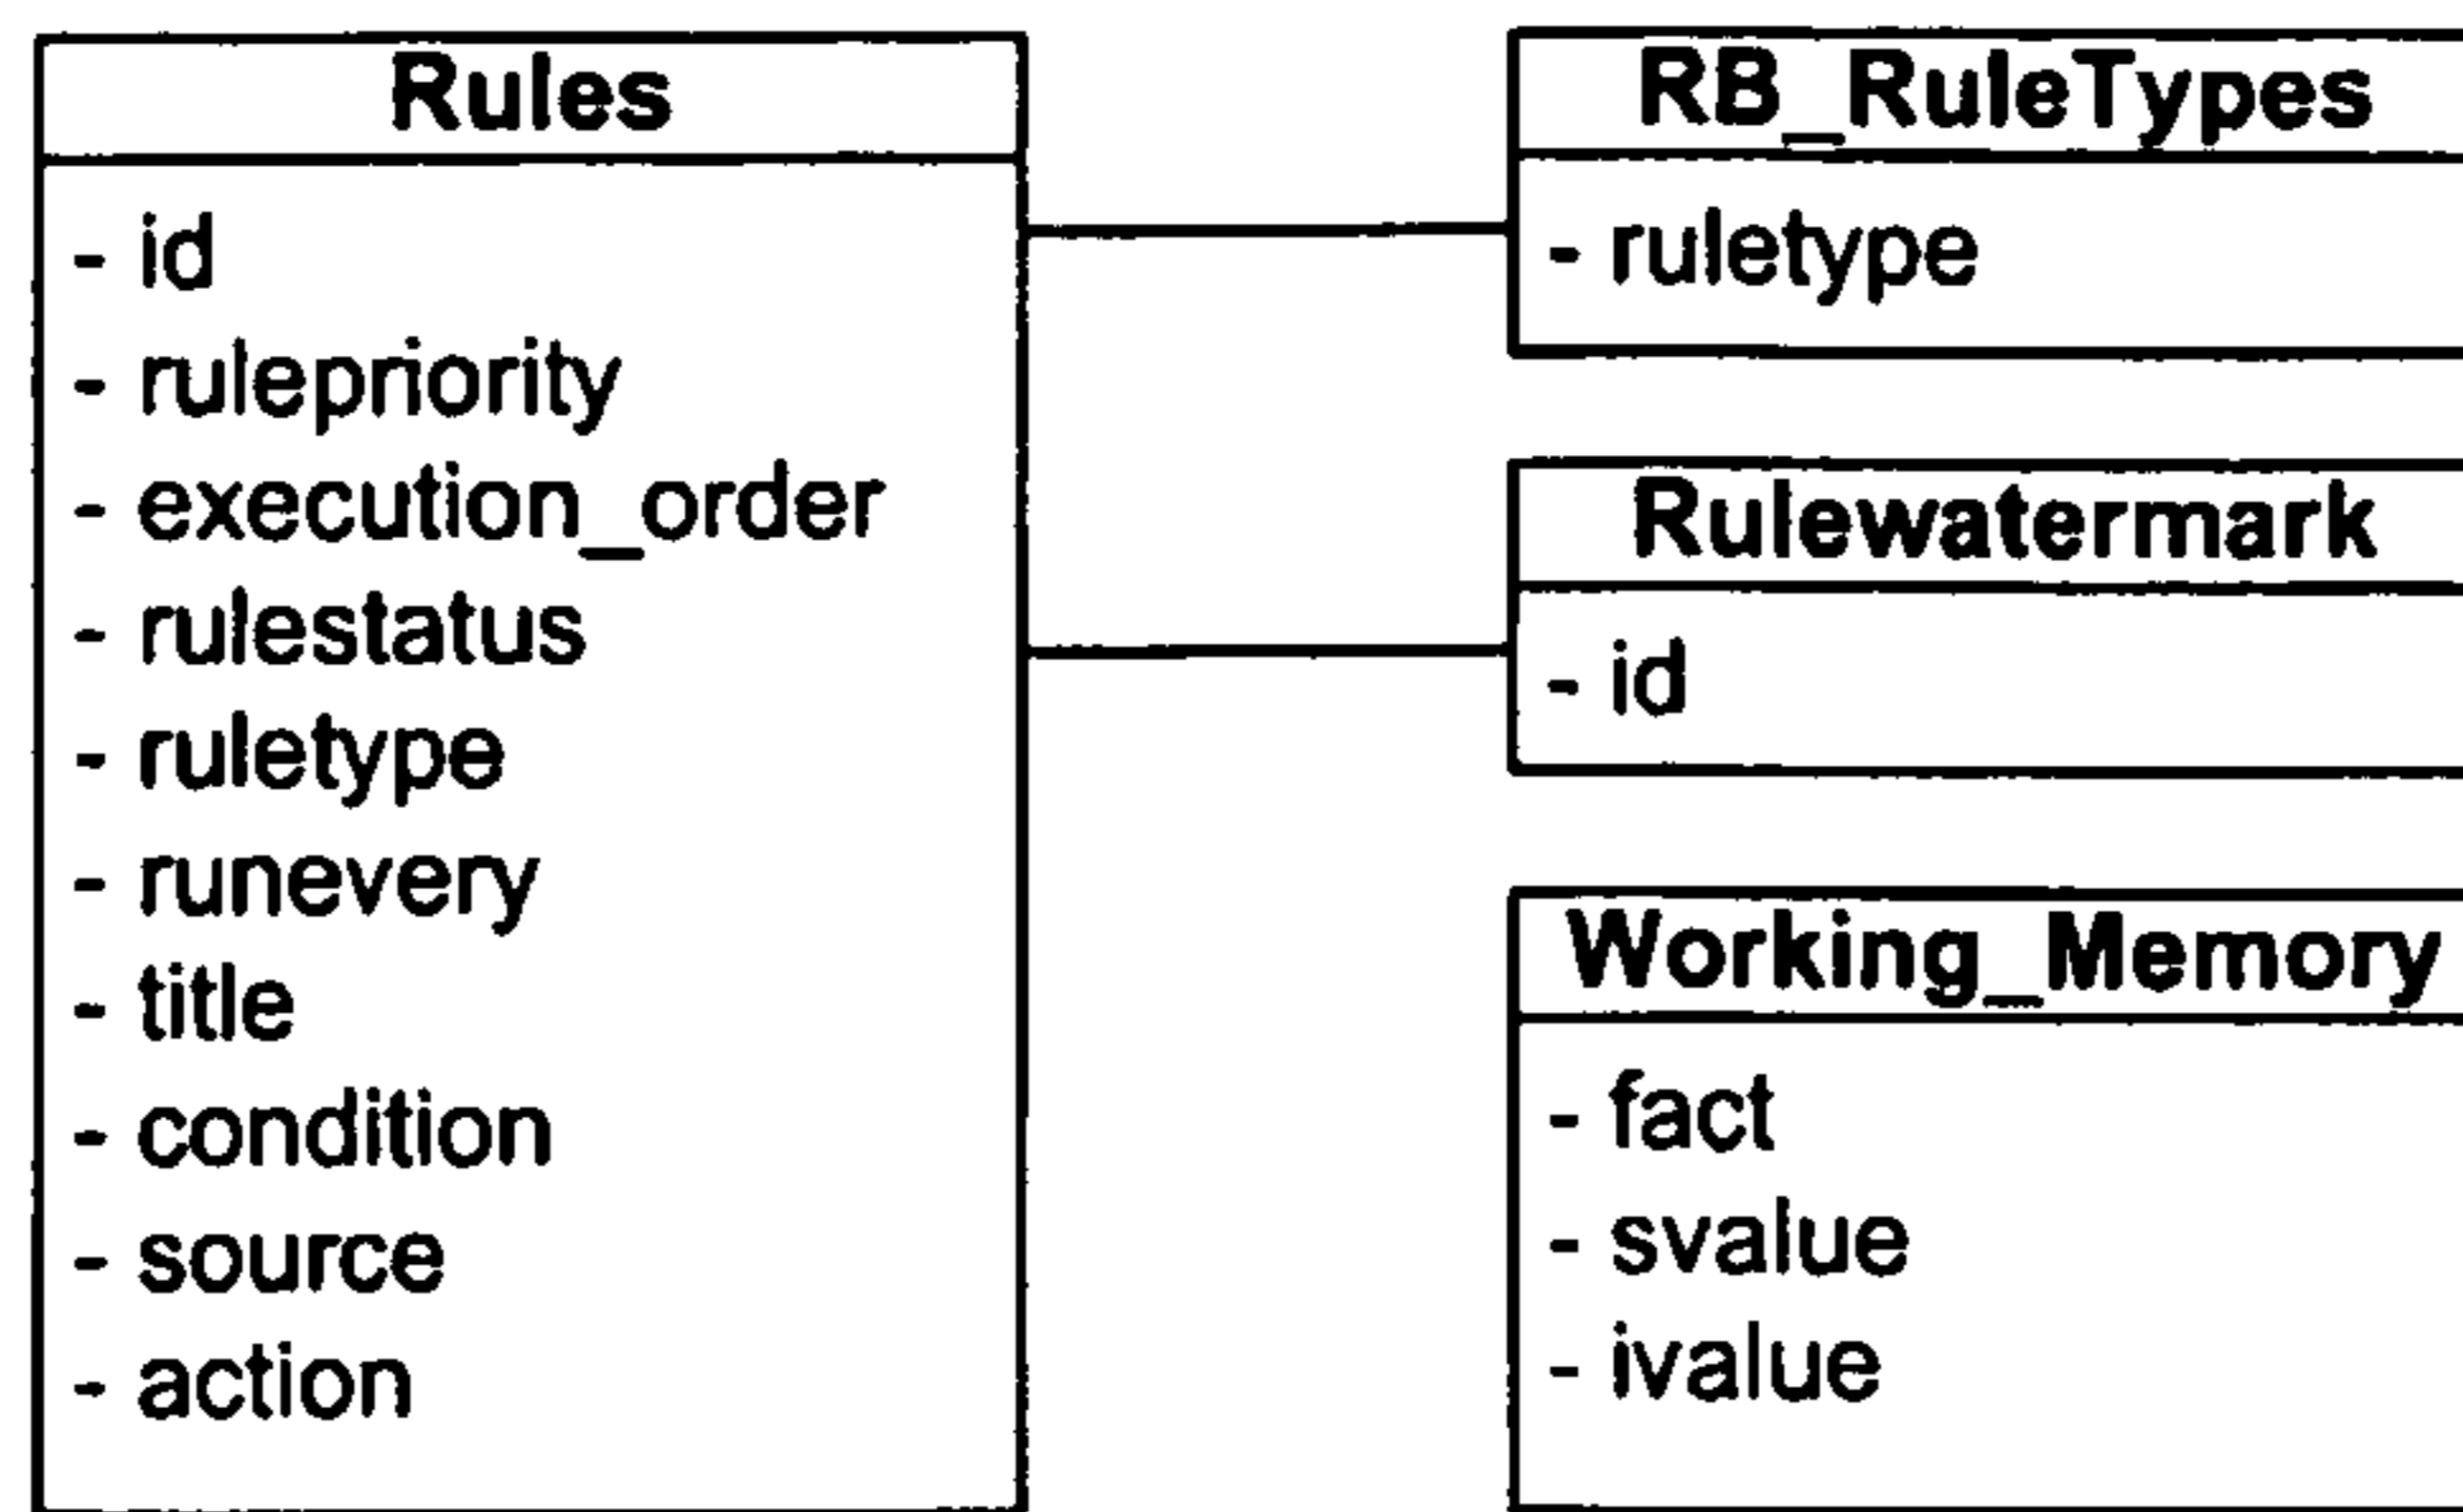 Rules
- id
- rulepriority
- execution_order
- rulestatus
- ruletype
- runevery
- title
- condition
- source
- action
RB_RuleTypes
- ruletype
Rulewatermark
- id
Working_Memory
- fact
- svalue
- ivalue